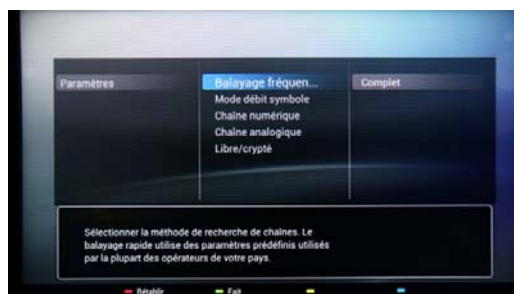 Paramètres
Balayage fréquen...
Complet
Mode débit symbole
Chaîne numérique
Chaîne analogique
Libre/crypté
Sélectionner la méthode de recherche de chaînes. Le
balayage rapide utilise des paramètres prédéfinis utilisés
par la plupart des opérateurs de votre pays.
Rétablir
Fait